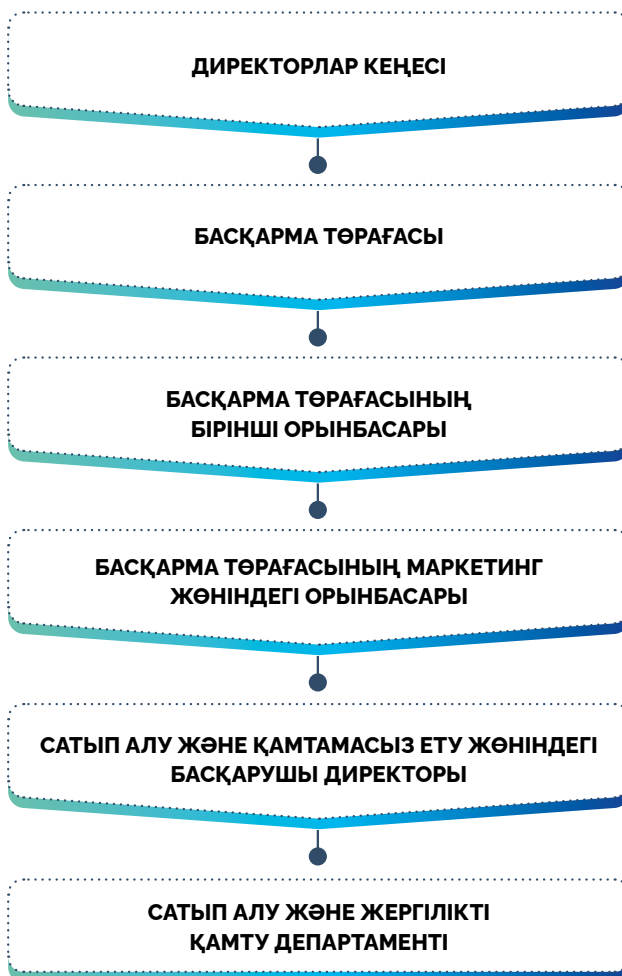 ДИРЕКТОРЛАР КЕҢЕСІ
БАСҚАРМА ТӨРАҒАСЫ
БАСҚАРМА ТӨРАҒАСЫНЫҢ
БІРІНШІ ОРЫНБАСАРЫ
БАСҚАРМА ТӨРАҒАСЫНЫҢ МАРКЕТИНГ
ЖӨНІНДЕГІ ОРЫНБАСАРЫ
САТЫП АЛУ ЖӘНЕ ҚАМТАМАСЫЗ ЕТУ ЖӨНІНДЕГІ
БАСҚАРУШЫ ДИРЕКТОРЫ
САТЫП АЛУ ЖӘНЕ ЖЕРГІЛІКТІ
ҚАМТУ ДЕПАРТАМЕНТІ